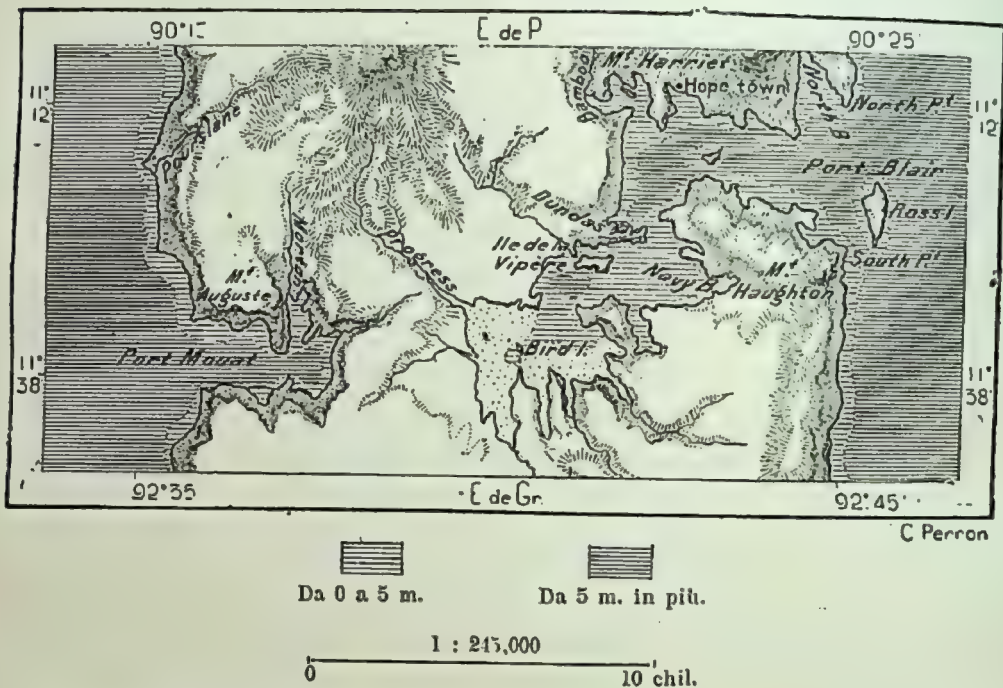 E de P.
90°25'
11°
12'
Mt. Harriet
Bamboo
•Hope town
North B.
North Pt.
11°
12
Port Blair
Ross I.
Dundas
Ile de la
Vipère
Progress
South Pt.
Navy B.
Mt.
Haughton
Mt.
Auguste
Port Mouat
Bird I.
11°
38'
11°
38'
92°35
E de Gr.
92°45'
C Perron
Da 0 a 5 m.
Da 5 m. in più.
1 : 245,000
0
10 chil.